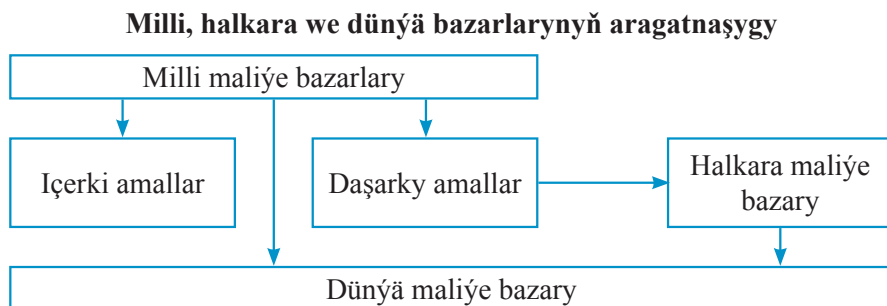 Milli, halkara we dünýä bazarlarynyň aragatnaşygy
Milli maliýe bazarlary
Içerki amallar
Daşarky amallar
Halkara maliýe
bazary
Dünýä maliýe bazary